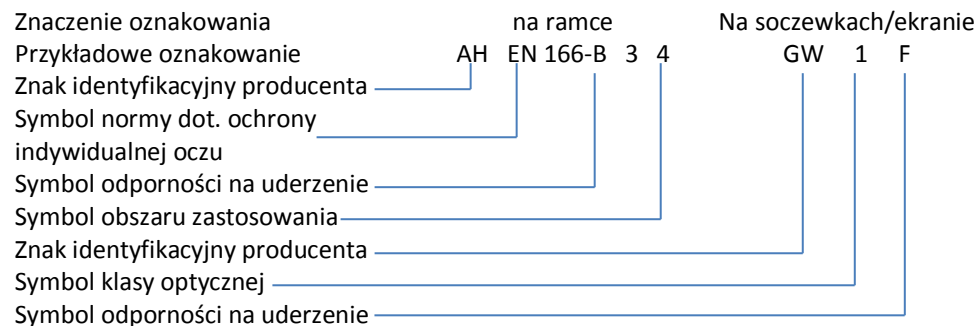 Znaczenie oznakowania na ramce Na soczewkach/ekranie
Przykładowe oznakowanie AH EN 166-B 3 4 GW 1 F
Znak identyfikacyjny producenta
Symbol normy dot. ochrony
indywidualnej oczu
Symbol odporności na uderzenie
Symbol obszaru zastosowania
Znak identyfikacyjny producenta
Symbol klasy optycznej
Symbol odporności na uderzenie